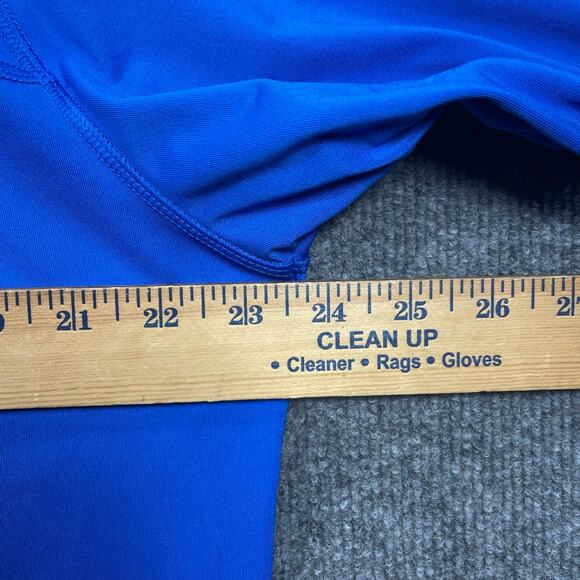 21 22 23 24 25 26
CLEAN UP
• Cleaner • Rags • Gloves